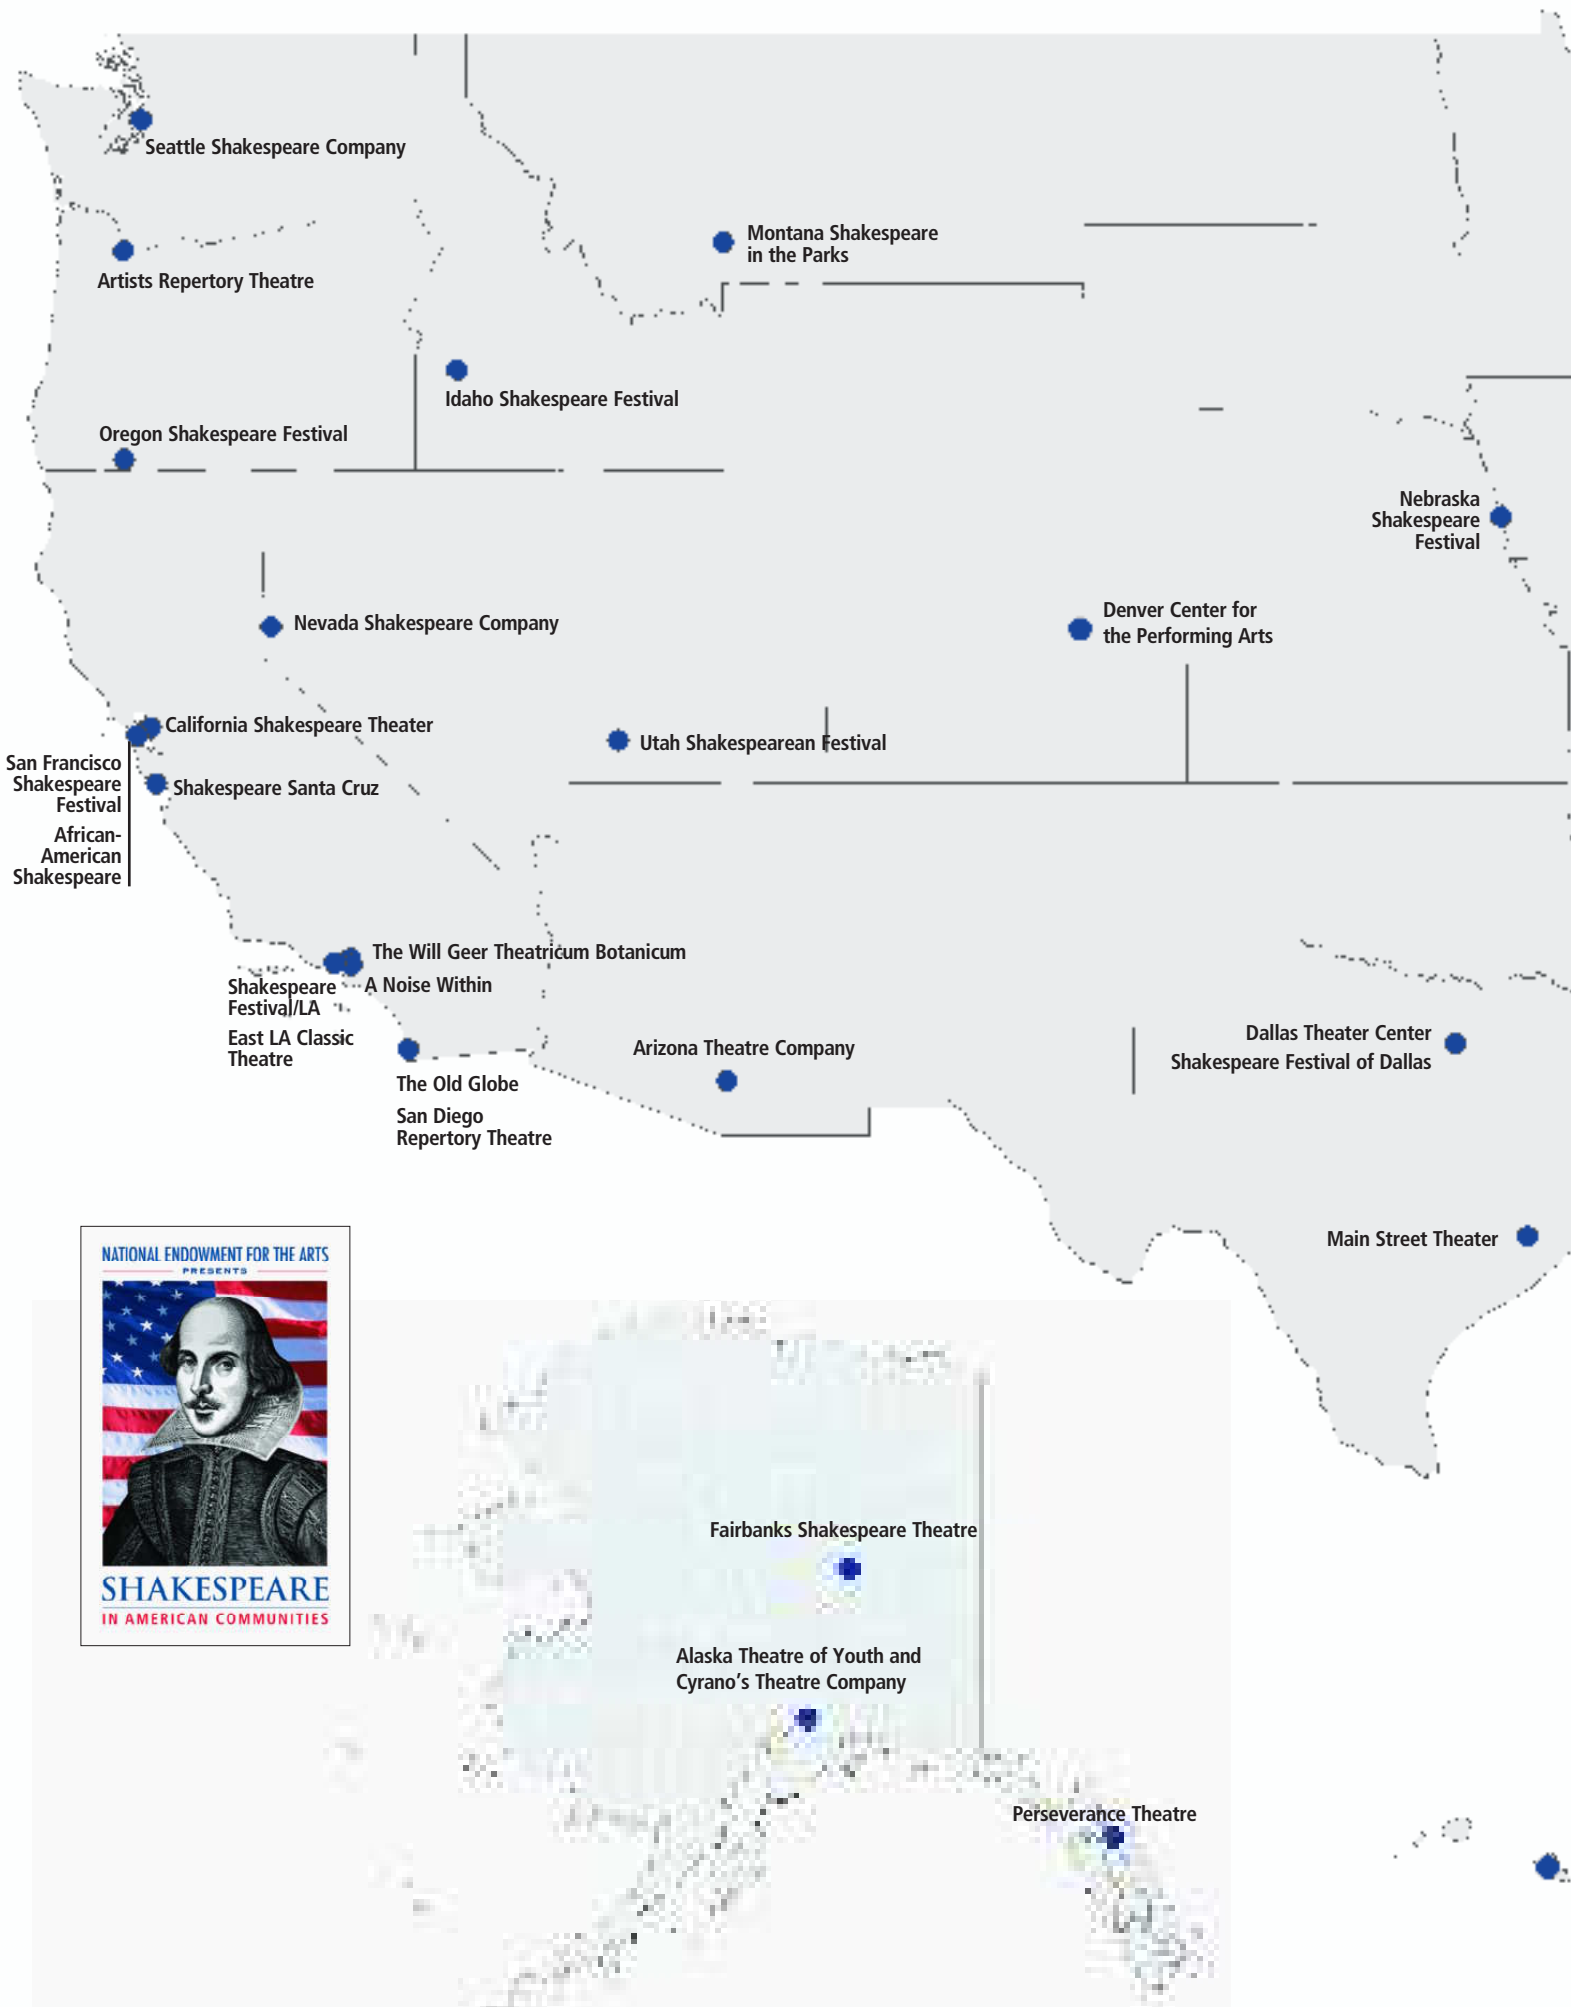 Seattle Shakespeare Company
Montana Shakespeare
in the Parks
Artists Repertory Theatre
Idaho Shakespeare Festival
Oregon Shakespeare Festival
Nebraska
Shakespeare
Festival
Nevada Shakespeare Company
Denver Center for
the Performing Arts
California Shakespeare Theater
Utah Shakespearean Festival
San Francisco
Shakespeare
Festival
Shakespeare Santa Cruz
African-
American
Shakespeare
The Will Geer Theatricum Botanicum
A Noise Within
Shakespeare
Festival/LA
East LA Classic
Theatre
Arizona Theatre Company
Dallas Theater Center
Shakespeare Festival of Dallas
The Old Globe
San Diego
Repertory Theatre
Main Street Theater
NATIONAL ENDOWMENT FOR THE ARTS
PRESENTS
SHAKESPEARE
IN AMERICAN COMMUNITIES
Fairbanks Shakespeare Theatre
Alaska Theatre of Youth and
Cyrano's Theatre Company
Perseverance Theatre